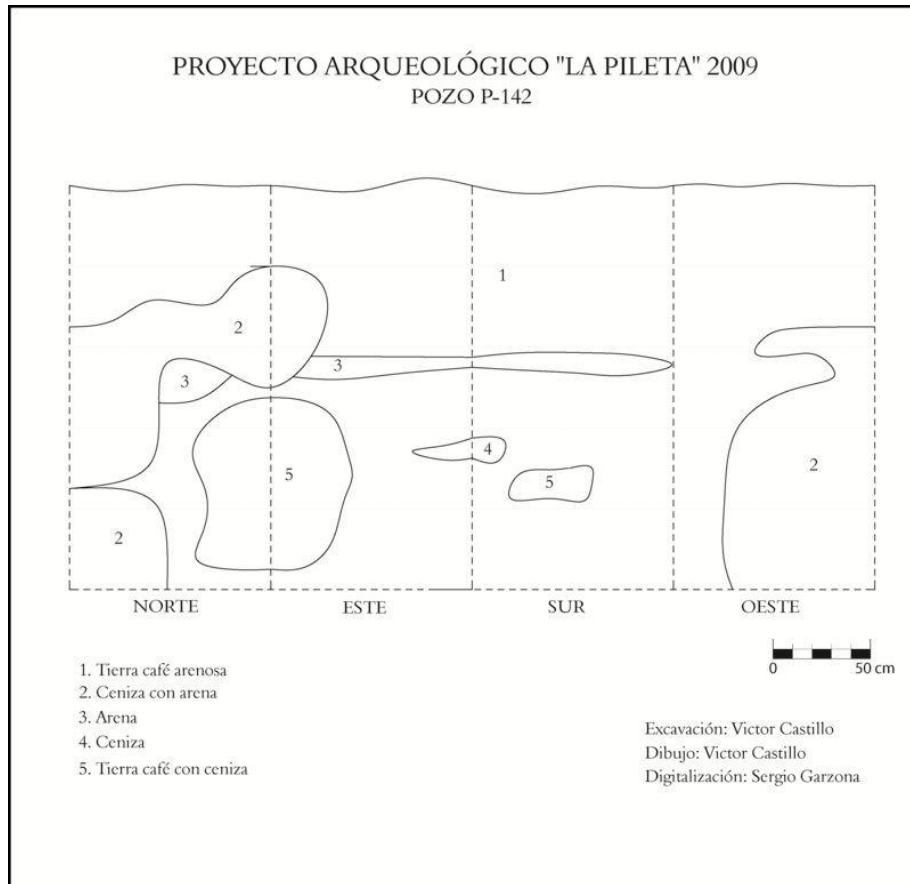 PROYECTO ARQUEOLÓGICO "LA PILETA" 2009
POZO P-142
1
2
3
3
4
5
5
2
2
NORTE ESTE SUR OESTE
0 50 cm
1. Tierra café arenosa
2. Ceniza con arena
3. Arena
4. Ceniza
5. Tierra café con ceniza
Excavación: Victor Castillo
Dibujo: Victor Castillo
Digitalización: Sergio Garzona